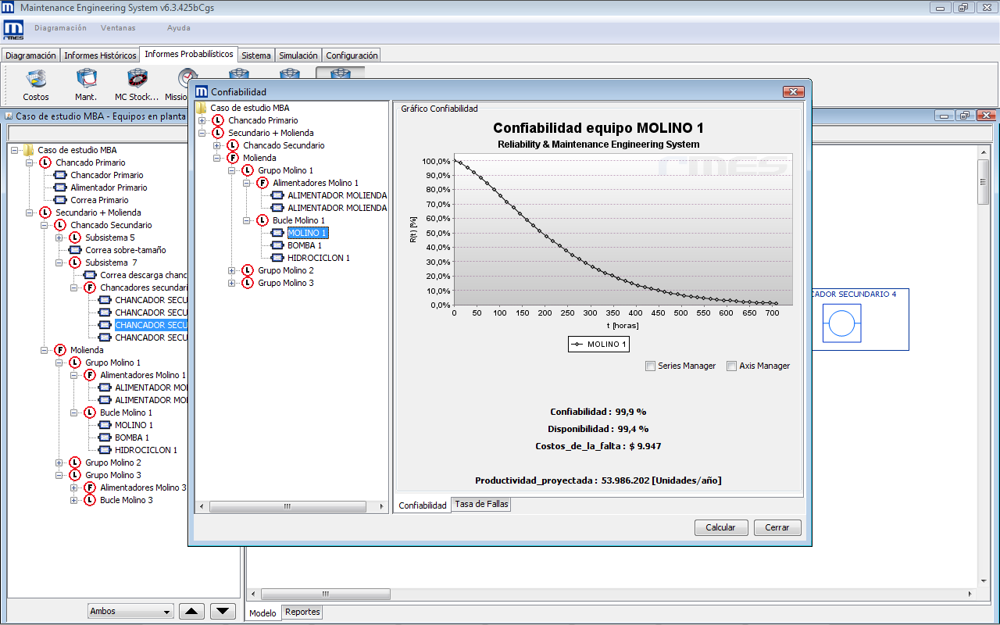 Maintenance Engineering System v6.3.425bCgs
Diagramación Ventanas Ayuda
Diagramación Informes Históricos Informes Probabilísticos Sistema Simulación Configuración
Costos Mant. MC Stock...
Caso de estudio MBA - Equipos en planta
Caso de estudio MBA
Chancado Primario
Chancador Primario
Alimentador Primario
Correa Primario
Secundario + Molienda
Chancado Secundario
Subsistema 5
Correa sobre-tamaño
Subsistema 7
Correa descarga chanc
Chancadores secundari
CHANCADOR SECU
CHANCADOR SECU
CHANCADOR SECU
CHANCADOR SECU
Molienda
Grupo Molino 1
Alimentadores Molino 1
ALIMENTADOR MOL
ALIMENTADOR MOL
Bucle Molino 1
MOLINO 1
BOMBA 1
HIDROCICLON 1
Grupo Molino 2
Grupo Molino 3
Alimentadores Molino 3
Bucle Molino 3
Ambos
Confiabilidad
Caso de estudio MBA
Chancado Primario
Secundario + Molienda
Chancado Secundario
Molienda
Grupo Molino 1
Alimentadores Molino 1
ALIMENTADOR MOLIENDA
ALIMENTADOR MOLIENDA
Bucle Molino 1
MOLINO 1
BOMBA 1
HIDROCICLON 1
Grupo Molino 2
Grupo Molino 3
Gráfico Confiabilidad
Confiabilidad equipo MOLINO 1
Reliability & Maintenance Engineering System
rmes
R(t) [%]
100,0%
90,0%
80,0%
70,0%
60,0%
50,0%
40,0%
30,0%
20,0%
10,0%
0,0%
0 50 100 150 200 250 300 350 400 450 500 550 600 650 700
t [horas]
MOLINO 1
Series Manager Axis Manager
Confiabilidad : 99,9 %
Disponibilidad : 99,4 %
Costos_de_la_falta : $ 9.947
Productividad_proyectada : 53.986.202 [Unidades/año]
Confiabilidad Tasa de Fallas
Calcular Cerrar
CADOR SECUNDARIO 4
Modelo Reportes